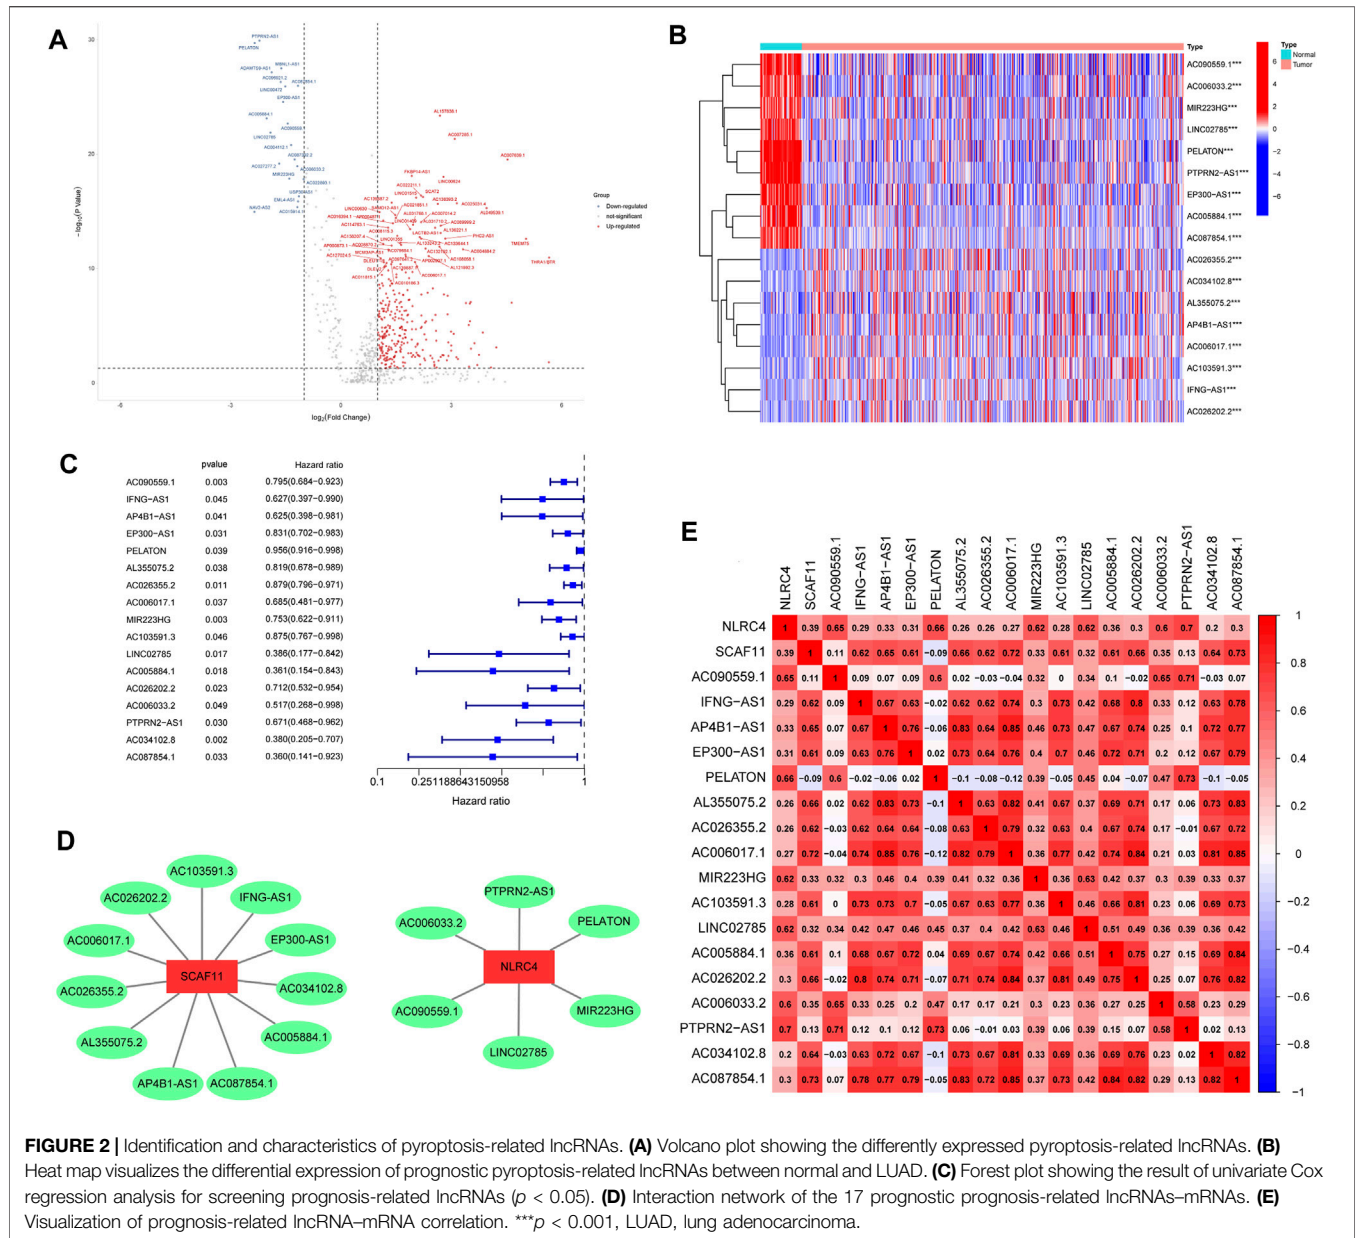 A
30
20
10
0
-6
-3
0
3
6
−log₁₀(P Value)
log₂(Fold Change)
PTPRN2-AS1
PELATON
ADAMTS9-AS1
LINC00472
EP300-AS1
AC005884.1
LINC02785
AC004112.1
AC027277.2
MIR223HG
EML4-AS1
NAV2-AS2
AL157838.1
AC087285.1
AC007639.1
FKBP14-AS1
LINC00934
AC022211.1
LINC01915
SCAT2
TMEM75
THRA1-BTR
PHC2-AS1
Group
Down-regulated
not-significant
Up-regulated
B
Type
6
4
2
0
−2
−4
−6
Type
Normal
Tumor
AC090559.1***
AC006033.2***
MIR223HG***
LINC02785***
PELATON***
PTPRN2−AS1***
EP300−AS1***
AC005884.1***
AC087854.1***
AC026355.2***
AC034102.8***
AL355075.2***
AP4B1−AS1***
AC006017.1***
AC103591.3***
IFNG−AS1***
AC026202.2***
C
pvalue Hazard ratio
AC090559.1 0.003 0.795(0.684−0.923)
IFNG−AS1 0.045 0.627(0.397−0.990)
AP4B1−AS1 0.041 0.625(0.398−0.981)
EP300−AS1 0.031 0.831(0.702−0.983)
PELATON 0.039 0.956(0.916−0.998)
AL355075.2 0.038 0.819(0.678−0.989)
AC026355.2 0.011 0.879(0.796−0.971)
AC006017.1 0.037 0.685(0.481−0.977)
MIR223HG 0.003 0.753(0.622−0.911)
AC103591.3 0.046 0.875(0.767−0.998)
LINC02785 0.017 0.386(0.177−0.842)
AC005884.1 0.018 0.361(0.154−0.843)
AC026202.2 0.023 0.712(0.532−0.954)
AC006033.2 0.049 0.517(0.268−0.998)
PTPRN2−AS1 0.030 0.671(0.468−0.962)
AC034102.8 0.002 0.380(0.205−0.707)
AC087854.1 0.033 0.360(0.141−0.923)
0.1 0.251188643150958 1
Hazard ratio
D
AC103591.3
AC026202.2
IFNG-AS1
AC006017.1
EP300-AS1
SCAF11
AC026355.2
AC034102.8
AL355075.2
AC005884.1
AP4B1-AS1
AC087854.1
PTPRN2-AS1
AC006033.2
PELATON
NLRC4
AC090559.1
MIR223HG
LINC02785
E
NLRC4 SCAF11 AC090559.1 IFNG−AS1 AP4B1−AS1 EP300−AS1 PELATON AL355075.2 AC026355.2 AC006017.1 MIR223HG AC103591.3 LINC02785 AC005884.1 AC026202.2 AC006033.2 PTPRN2−AS1 AC034102.8 AC087854.1
NLRC4 1 0.39 0.65 0.29 0.33 0.31 0.66 0.26 0.26 0.27 0.62 0.28 0.62 0.36 0.3 0.6 0.7 0.2 0.3
SCAF11 0.39 1 0.11 0.62 0.65 0.61 −0.09 0.66 0.62 0.72 0.33 0.61 0.32 0.61 0.66 0.35 0.13 0.64 0.73
AC090559.1 0.65 0.11 1 0.09 0.07 0.09 0.6 0.02 −0.03 −0.04 0.32 0 0.34 0.1 −0.02 0.65 0.71 −0.03 0.07
IFNG−AS1 0.29 0.62 0.09 1 0.67 0.63 −0.02 0.62 0.62 0.74 0.3 0.73 0.42 0.68 0.8 0.33 0.12 0.63 0.78
AP4B1−AS1 0.33 0.65 0.07 0.67 1 0.76 −0.06 0.83 0.64 0.85 0.46 0.73 0.47 0.67 0.74 0.25 0.1 0.72 0.77
EP300−AS1 0.31 0.61 0.09 0.63 0.76 1 0.02 0.73 0.64 0.76 0.4 0.7 0.46 0.72 0.71 0.2 0.12 0.67 0.79
PELATON 0.66 −0.09 0.6 −0.02 −0.06 0.02 1 −0.1 −0.08 −0.12 0.39 −0.05 0.45 0.04 −0.07 0.47 0.73 −0.1 −0.05
AL355075.2 0.26 0.66 0.02 0.62 0.83 0.73 −0.1 1 0.63 0.82 0.41 0.67 0.37 0.69 0.71 0.17 0.06 0.73 0.83
AC026355.2 0.26 0.62 −0.03 0.62 0.64 0.64 −0.08 0.63 1 0.79 0.32 0.63 0.4 0.67 0.74 0.17 −0.01 0.67 0.72
AC006017.1 0.27 0.72 −0.04 0.74 0.85 0.76 −0.12 0.82 0.79 1 0.36 0.77 0.42 0.74 0.84 0.21 0.03 0.81 0.85
MIR223HG 0.62 0.33 0.32 0.3 0.46 0.4 0.39 0.41 0.32 0.36 1 0.36 0.63 0.42 0.37 0.3 0.39 0.33 0.37
AC103591.3 0.28 0.61 0 0.73 0.73 0.7 −0.05 0.67 0.63 0.77 0.36 1 0.46 0.66 0.81 0.23 0.06 0.69 0.73
LINC02785 0.62 0.32 0.34 0.42 0.47 0.46 0.45 0.37 0.4 0.42 0.63 0.46 1 0.51 0.49 0.36 0.39 0.36 0.42
AC005884.1 0.36 0.61 0.1 0.68 0.67 0.72 0.04 0.69 0.67 0.74 0.42 0.66 0.51 1 0.75 0.27 0.15 0.69 0.84
AC026202.2 0.3 0.66 −0.02 0.8 0.74 0.71 −0.07 0.71 0.74 0.84 0.37 0.81 0.49 0.75 1 0.25 0.07 0.76 0.82
AC006033.2 0.6 0.35 0.65 0.33 0.25 0.2 0.47 0.17 0.17 0.21 0.3 0.23 0.36 0.27 0.25 1 0.58 0.23 0.29
PTPRN2−AS1 0.7 0.13 0.71 0.12 0.1 0.12 0.73 0.06 −0.01 0.03 0.39 0.06 0.39 0.15 0.07 0.58 1 0.02 0.13
AC034102.8 0.2 0.64 −0.03 0.63 0.72 0.67 −0.1 0.73 0.67 0.81 0.33 0.69 0.36 0.69 0.76 0.23 0.02 1 0.82
AC087854.1 0.3 0.73 0.07 0.78 0.77 0.79 −0.05 0.83 0.72 0.85 0.37 0.73 0.42 0.84 0.82 0.29 0.13 0.82 1
1
0.8
0.6
0.4
0.2
0
−0.2
−0.4
−0.6
−0.8
−1
FIGURE 2 | Identification and characteristics of pyroptosis-related lncRNAs. (A) Volcano plot showing the differently expressed pyroptosis-related lncRNAs. (B)
Heat map visualizes the differential expression of prognostic pyroptosis-related lncRNAs between normal and LUAD. (C) Forest plot showing the result of univariate Cox
regression analysis for screening prognosis-related lncRNAs (p < 0.05). (D) Interaction network of the 17 prognostic prognosis-related lncRNAs–mRNAs. (E)
Visualization of prognosis-related lncRNA–mRNA correlation. ***p < 0.001, LUAD, lung adenocarcinoma.